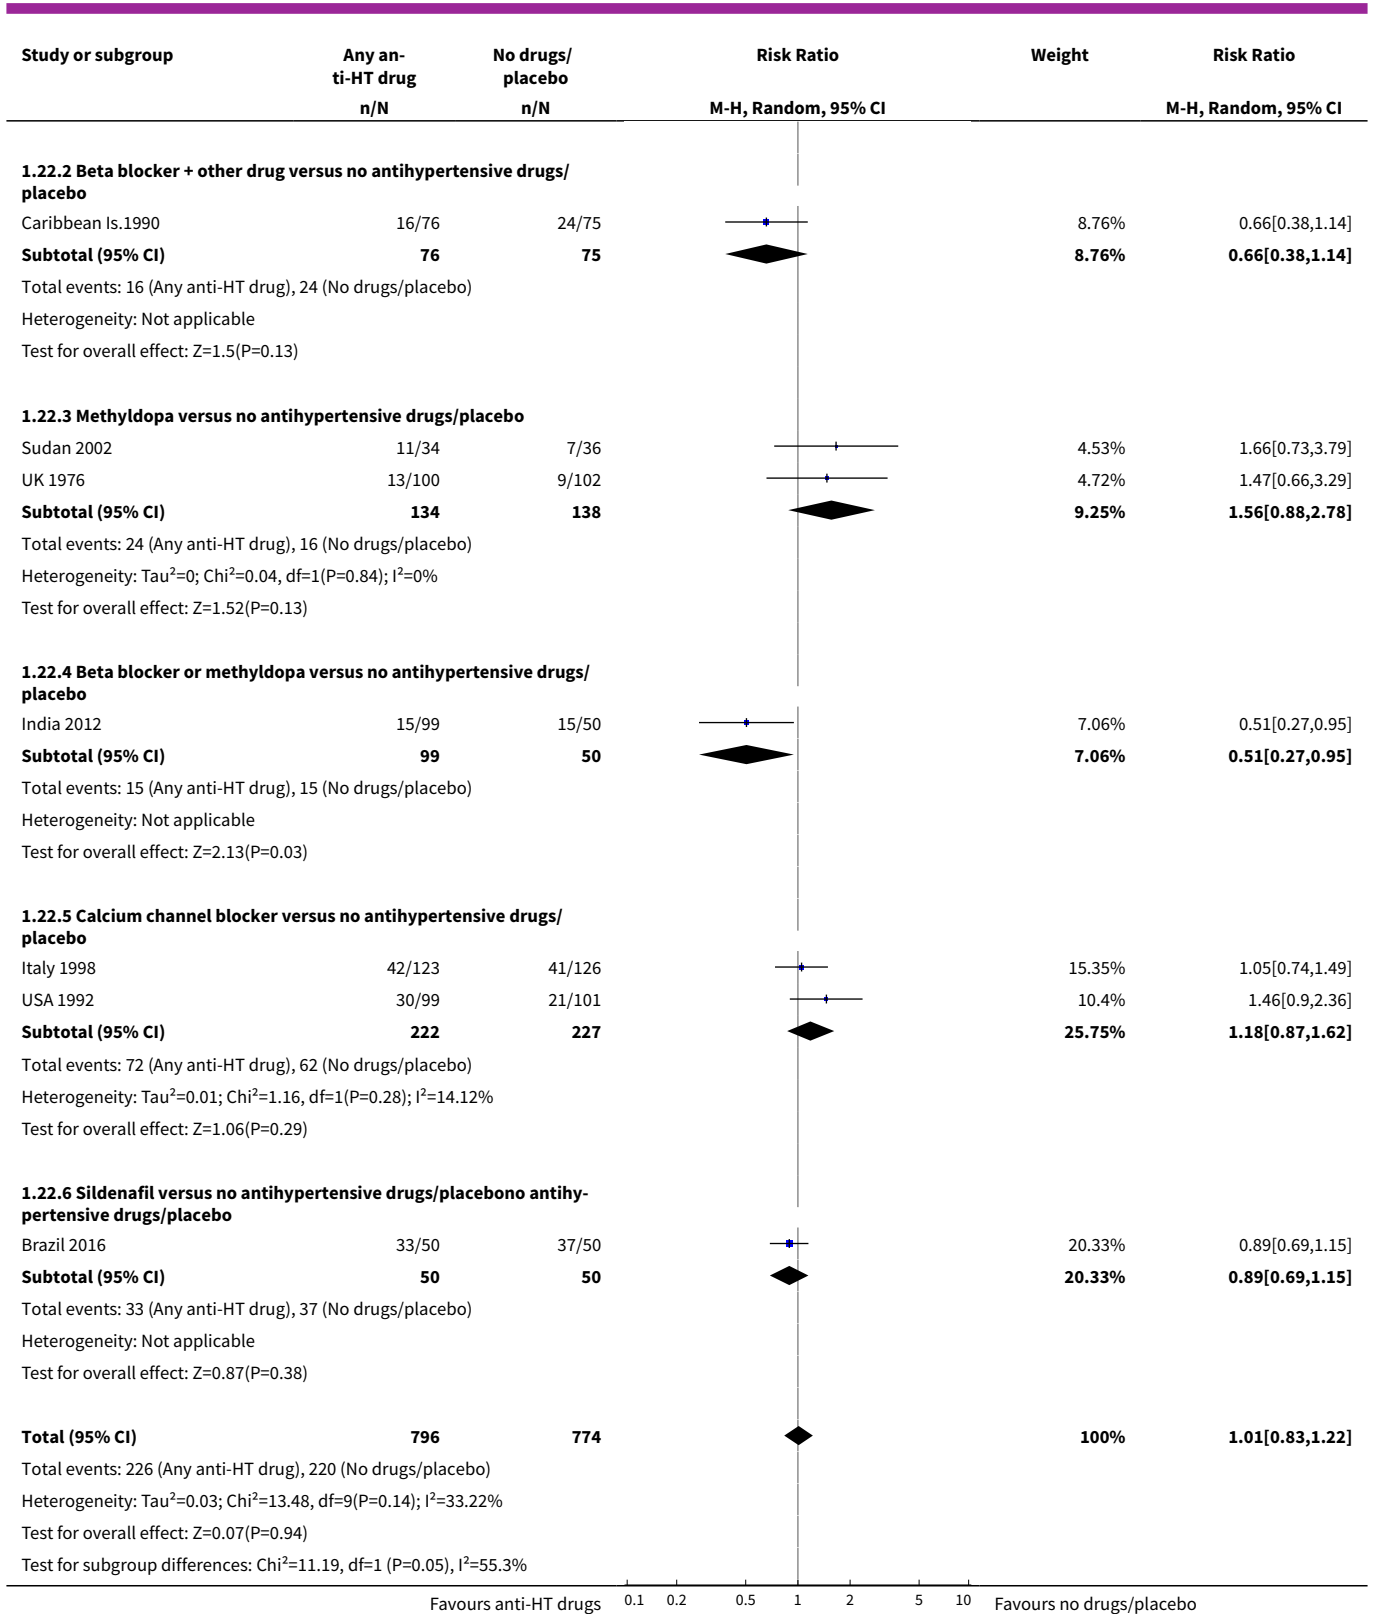 Study or subgroup Any an- No drugs/ Risk Ratio Weight Risk Ratio
ti-HT drug placebo
n/N n/N M-H, Random, 95% CI M-H, Random, 95% CI
1.22.2 Beta blocker + other drug versus no antihypertensive drugs/
placebo
Caribbean Is.1990 16/76 24/75 8.76% 0.66[0.38,1.14]
Subtotal (95% CI) 76 75 8.76% 0.66[0.38,1.14]
Total events: 16 (Any anti-HT drug), 24 (No drugs/placebo)
Heterogeneity: Not applicable
Test for overall effect: Z=1.5(P=0.13)
1.22.3 Methyldopa versus no antihypertensive drugs/placebo
Sudan 2002 11/34 7/36 4.53% 1.66[0.73,3.79]
UK 1976 13/100 9/102 4.72% 1.47[0.66,3.29]
Subtotal (95% CI) 134 138 9.25% 1.56[0.88,2.78]
Total events: 24 (Any anti-HT drug), 16 (No drugs/placebo)
Heterogeneity: Tau²=0; Chi²=0.04, df=1(P=0.84); I²=0%
Test for overall effect: Z=1.52(P=0.13)
1.22.4 Beta blocker or methyldopa versus no antihypertensive drugs/
placebo
India 2012 15/99 15/50 7.06% 0.51[0.27,0.95]
Subtotal (95% CI) 99 50 7.06% 0.51[0.27,0.95]
Total events: 15 (Any anti-HT drug), 15 (No drugs/placebo)
Heterogeneity: Not applicable
Test for overall effect: Z=2.13(P=0.03)
1.22.5 Calcium channel blocker versus no antihypertensive drugs/
placebo
Italy 1998 42/123 41/126 15.35% 1.05[0.74,1.49]
USA 1992 30/99 21/101 10.4% 1.46[0.9,2.36]
Subtotal (95% CI) 222 227 25.75% 1.18[0.87,1.62]
Total events: 72 (Any anti-HT drug), 62 (No drugs/placebo)
Heterogeneity: Tau²=0.01; Chi²=1.16, df=1(P=0.28); I²=14.12%
Test for overall effect: Z=1.06(P=0.29)
1.22.6 Sildenafil versus no antihypertensive drugs/placebono antihy-
pertensive drugs/placebo
Brazil 2016 33/50 37/50 20.33% 0.89[0.69,1.15]
Subtotal (95% CI) 50 50 20.33% 0.89[0.69,1.15]
Total events: 33 (Any anti-HT drug), 37 (No drugs/placebo)
Heterogeneity: Not applicable
Test for overall effect: Z=0.87(P=0.38)
Total (95% CI) 796 774 100% 1.01[0.83,1.22]
Total events: 226 (Any anti-HT drug), 220 (No drugs/placebo)
Heterogeneity: Tau²=0.03; Chi²=13.48, df=9(P=0.14); I²=33.22%
Test for overall effect: Z=0.07(P=0.94)
Test for subgroup differences: Chi²=11.19, df=1 (P=0.05), I²=55.3%
Favours anti-HT drugs 0.1 0.2 0.5 1 2 5 10 Favours no drugs/placebo